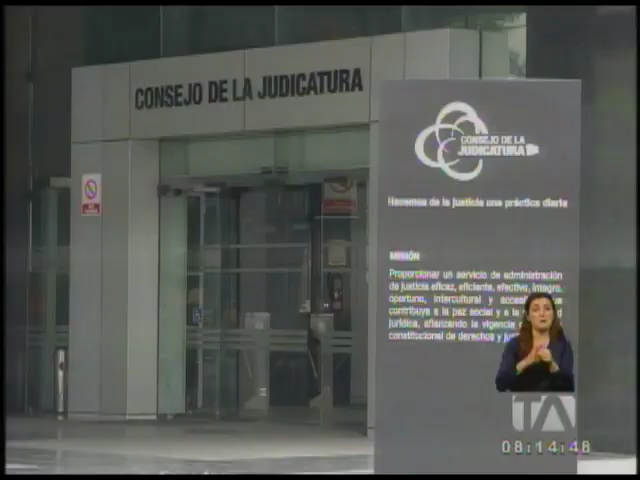 CONSEJO DE LA JUDICATURA
CONSEJO DE LA
JUDICATURA
Hacemos de la justicia una práctica diaria
MISIÓN
Proporcionar un servicio de administración
de justicia eficaz, eficiente, efectivo, íntegro,
oportuno, intercultural y
contribuya a la paz social y a la
jurídica, afianzando la vigencia
constitucional de derechos y
TA
08:14:48